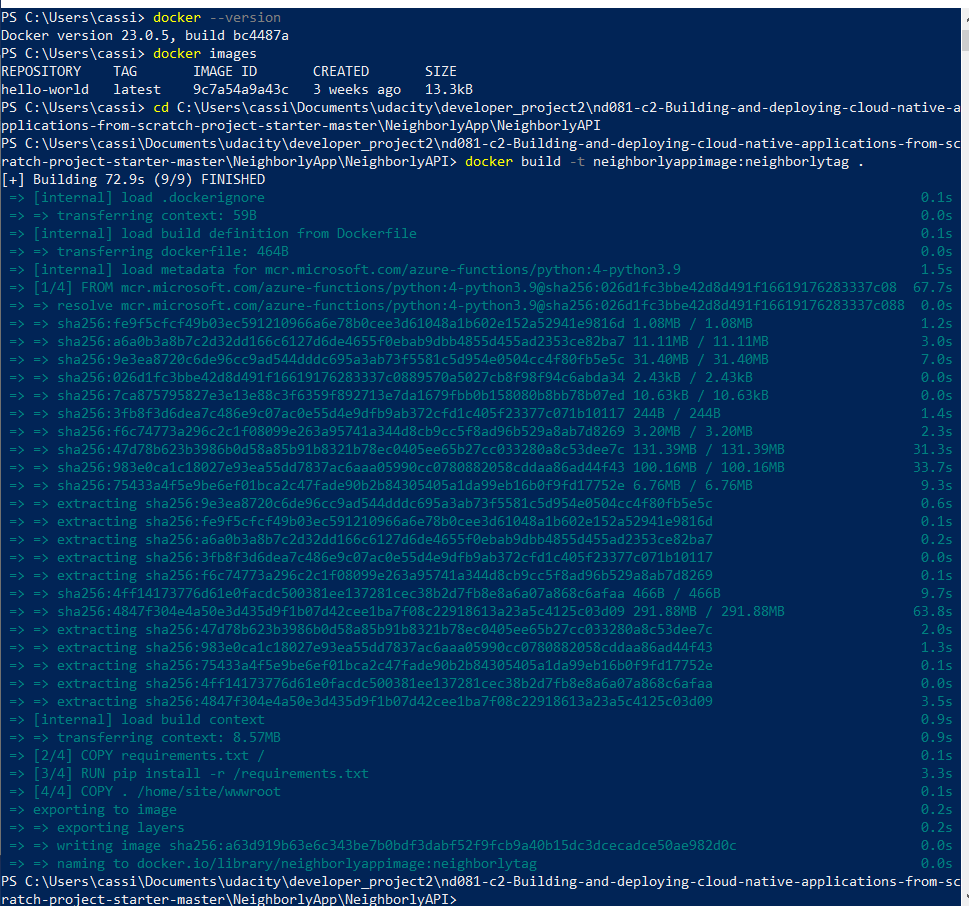 PS C:\Users\cassi> docker --version
Docker version 23.0.5, build bc4487a
PS C:\Users\cassi> docker images
REPOSITORY    TAG       IMAGE ID       CREATED       SIZE
hello-world   latest    9c7a54a9a43c   3 weeks ago   13.3kB
PS C:\Users\cassi> cd C:\Users\cassi\Documents\udacity\developer_project2\nd081-c2-Building-and-deploying-cloud-native-a
pplications-from-scratch-project-starter-master\NeighborlyApp\NeighborlyAPI
PS C:\Users\cassi\Documents\udacity\developer_project2\nd081-c2-Building-and-deploying-cloud-native-applications-from-sc
ratch-project-starter-master\NeighborlyApp\NeighborlyAPI> docker build -t neighborlyappimage:neighborlytag .
[+] Building 72.9s (9/9) FINISHED
=> [internal] load .dockerignore 0.1s
=> => transferring context: 59B 0.0s
=> [internal] load build definition from Dockerfile 0.1s
=> => transferring dockerfile: 464B 0.0s
=> [internal] load metadata for mcr.microsoft.com/azure-functions/python:4-python3.9 1.5s
=> [1/4] FROM mcr.microsoft.com/azure-functions/python:4-python3.9@sha256:026d1fc3bbe42d8d491f16619176283337c08 67.7s
=> => resolve mcr.microsoft.com/azure-functions/python:4-python3.9@sha256:026d1fc3bbe42d8d491f16619176283337c088 0.0s
=> => sha256:fe9f5cfcf49b03ec591210966a6e78b0cee3d61048a1b602e152a52941e9816d 1.08MB / 1.08MB 1.2s
=> => sha256:a6a0b3a8b7c2d32dd166c6127d6de4655f0ebab9dbb4855d455ad2353ce82ba7 11.11MB / 11.11MB 3.0s
=> => sha256:9e3ea8720c6de96cc9ad544dddc695a3ab73f5581c5d954e0504cc4f80fb5e5c 31.40MB / 31.40MB 7.0s
=> => sha256:026d1fc3bbe42d8d491f16619176283337c0889570a5027cb8f98f94c6abda34 2.43kB / 2.43kB 0.0s
=> => sha256:7ca875795827e3e13e88c3f6359f892713e7da1679fbb0b158080b8bb78b07ed 10.63kB / 10.63kB 0.0s
=> => sha256:3fb8f3d6dea7c486e9c07ac0e55d4e9dfb9ab372cfd1c405f23377c071b10117 244B / 244B 1.4s
=> => sha256:f6c74773a296c2c1f08099e263a95741a344d8cb9cc5f8ad96b529a8ab7d8269 3.20MB / 3.20MB 2.3s
=> => sha256:47d78b623b3986b0d58a85b91b8321b78ec0405ee65b27cc033280a8c53dee7c 131.39MB / 131.39MB 31.3s
=> => sha256:983e0ca1c18027e93ea55dd7837ac6aaa05990cc0780882058cddaa86ad44f43 100.16MB / 100.16MB 33.7s
=> => sha256:75433a4f5e9be6ef01bca2c47fade90b2b84305405a1da99eb16b0f9fd17752e 6.76MB / 6.76MB 9.3s
=> => extracting sha256:9e3ea8720c6de96cc9ad544dddc695a3ab73f5581c5d954e0504cc4f80fb5e5c 0.6s
=> => extracting sha256:fe9f5cfcf49b03ec591210966a6e78b0cee3d61048a1b602e152a52941e9816d 0.1s
=> => extracting sha256:a6a0b3a8b7c2d32dd166c6127d6de4655f0ebab9dbb4855d455ad2353ce82ba7 0.2s
=> => extracting sha256:3fb8f3d6dea7c486e9c07ac0e55d4e9dfb9ab372cfd1c405f23377c071b10117 0.0s
=> => extracting sha256:f6c74773a296c2c1f08099e263a95741a344d8cb9cc5f8ad96b529a8ab7d8269 0.1s
=> => sha256:4ff14173776d61e0facdc500381ee137281cec38b2d7fb8e8a6a07a868c6afaa 466B / 466B 9.7s
=> => sha256:4847f304e4a50e3d435d9f1b07d42cee1ba7f08c22918613a23a5c4125c03d09 291.88MB / 291.88MB 63.8s
=> => extracting sha256:47d78b623b3986b0d58a85b91b8321b78ec0405ee65b27cc033280a8c53dee7c 2.0s
=> => extracting sha256:983e0ca1c18027e93ea55dd7837ac6aaa05990cc0780882058cddaa86ad44f43 1.3s
=> => extracting sha256:75433a4f5e9be6ef01bca2c47fade90b2b84305405a1da99eb16b0f9fd17752e 0.1s
=> => extracting sha256:4ff14173776d61e0facdc500381ee137281cec38b2d7fb8e8a6a07a868c6afaa 0.0s
=> => extracting sha256:4847f304e4a50e3d435d9f1b07d42cee1ba7f08c22918613a23a5c4125c03d09 3.5s
=> [internal] load build context 0.9s
=> => transferring context: 8.57MB 0.9s
=> [2/4] COPY requirements.txt / 0.1s
=> [3/4] RUN pip install -r /requirements.txt 3.3s
=> [4/4] COPY . /home/site/wwwroot 0.1s
=> exporting to image 0.2s
=> => exporting layers 0.2s
=> => writing image sha256:a63d919b63e6c343be7b0bdf3dabf52f9fcb9a40b15dc3dcecadce50ae982d0c 0.0s
=> => naming to docker.io/library/neighborlyappimage:neighborlytag 0.0s
PS C:\Users\cassi\Documents\udacity\developer_project2\nd081-c2-Building-and-deploying-cloud-native-applications-from-sc
ratch-project-starter-master\NeighborlyApp\NeighborlyAPI>